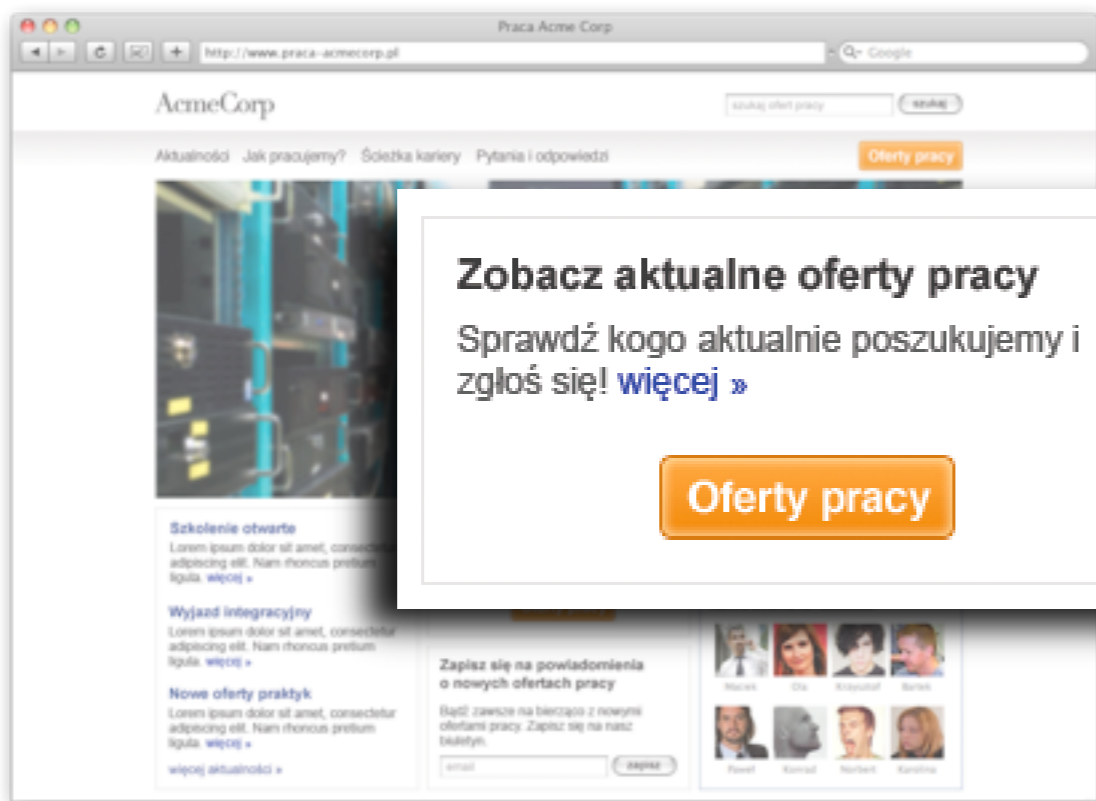 Praca Acme Corp
http://www.praca-acmecorp.pl
Google
AcmeCorp
szukaj ofert pracy
szukaj
Aktualności Jak pracujemy? Ścieżka kariery Pytania i odpowiedzi
Oferty pracy
Zobacz aktualne oferty pracy
Sprawdź kogo aktualnie poszukujemy i
zgłoś się! więcej »
Oferty pracy
Szkolenie otwarte
Lorem ipsum dolor sit amet, consectetur
adipiscing elit. Nam rhoncus pretium
ligula. więcej »
Wyjazd integracyjny
Lorem ipsum dolor sit amet, consectetur
adipiscing elit. Nam rhoncus pretium
ligula. więcej »
Nowe oferty praktyk
Lorem ipsum dolor sit amet, consectetur
adipiscing elit. Nam rhoncus pretium
ligula. więcej »
więcej aktualności »
Zapisz się na powiadomienia
o nowych ofertach pracy
Bądź zawsze na bierząco z nowymi
ofertami pracy. Zapisz się na nasz
biuletyn.
email
zapisz
Maciek Ola Krzysztof Bartek
Paweł Konrad Norbert Karolina